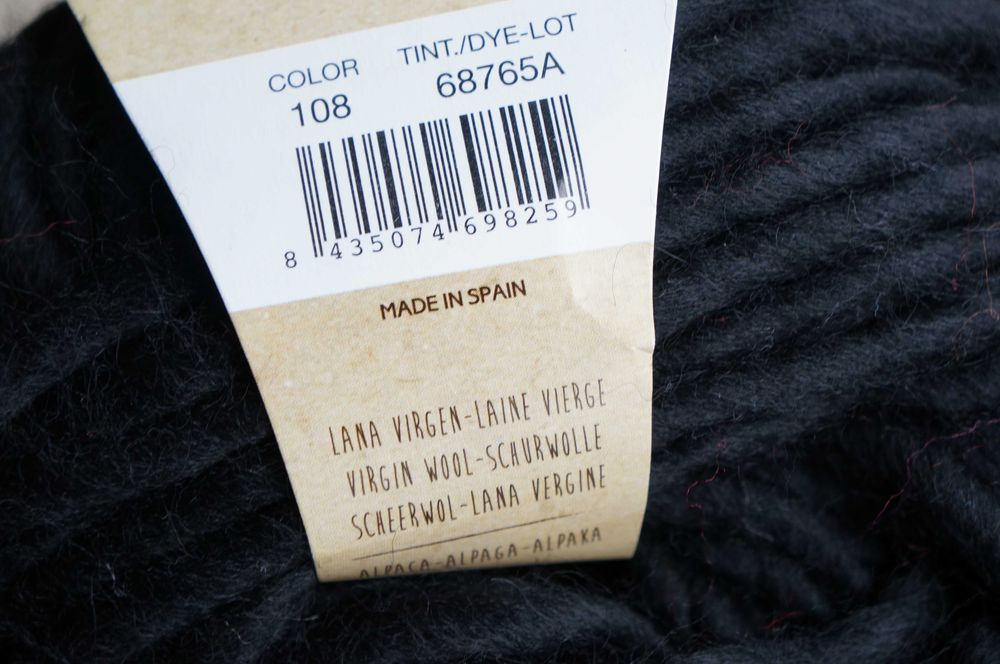 COLOR TINT./DYE-LOT
108 68765A
8 435074 698259
MADE IN SPAIN
LANA VIRGEN-LAINE VIERGE
VIRGIN WOOL-SCHURWOLLE
SCHEERWOL-LANA VERGINE
ALPACA-ALPAGA-ALPAKA